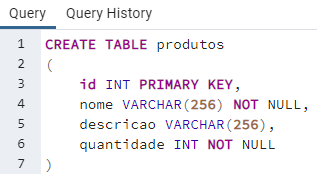 Query Query History
1 CREATE TABLE produtos
2 (
3 id INT PRIMARY KEY,
4 nome VARCHAR(256) NOT NULL,
5 descricao VARCHAR(256),
6 quantidade INT NOT NULL
7 )